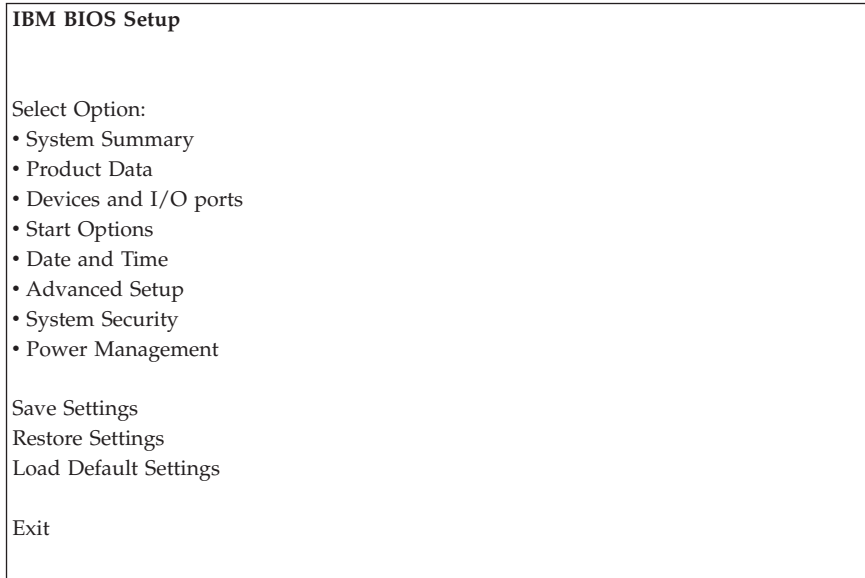 IBM BIOS Setup
Select Option:
• System Summary
• Product Data
• Devices and I/O ports
• Start Options
• Date and Time
• Advanced Setup
• System Security
• Power Management
Save Settings
Restore Settings
Load Default Settings
Exit